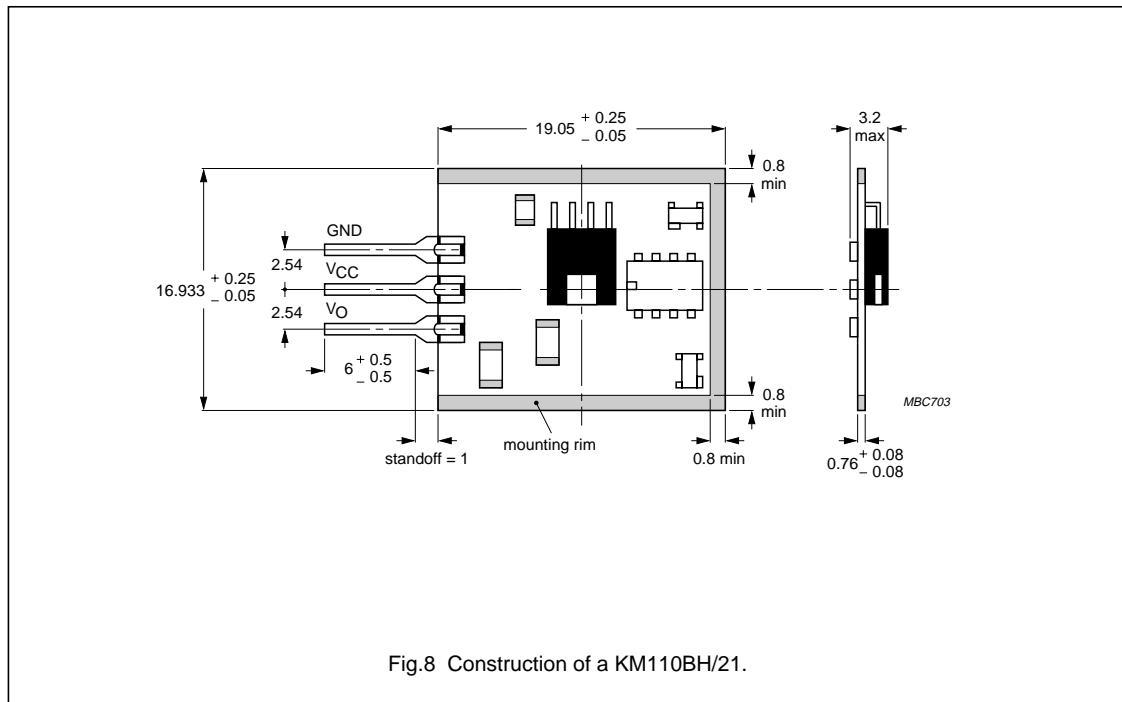 19.05 + 0.25
− 0.05
3.2
max
0.8
min
GND
2.54
VCC
16.933 + 0.25
− 0.05
VO
2.54
6 + 0.5
− 0.5
0.8
min
MBC703
mounting rim
standoff = 1
0.8 min
0.76 + 0.08
− 0.08
Fig.8 Construction of a KM110BH/21.